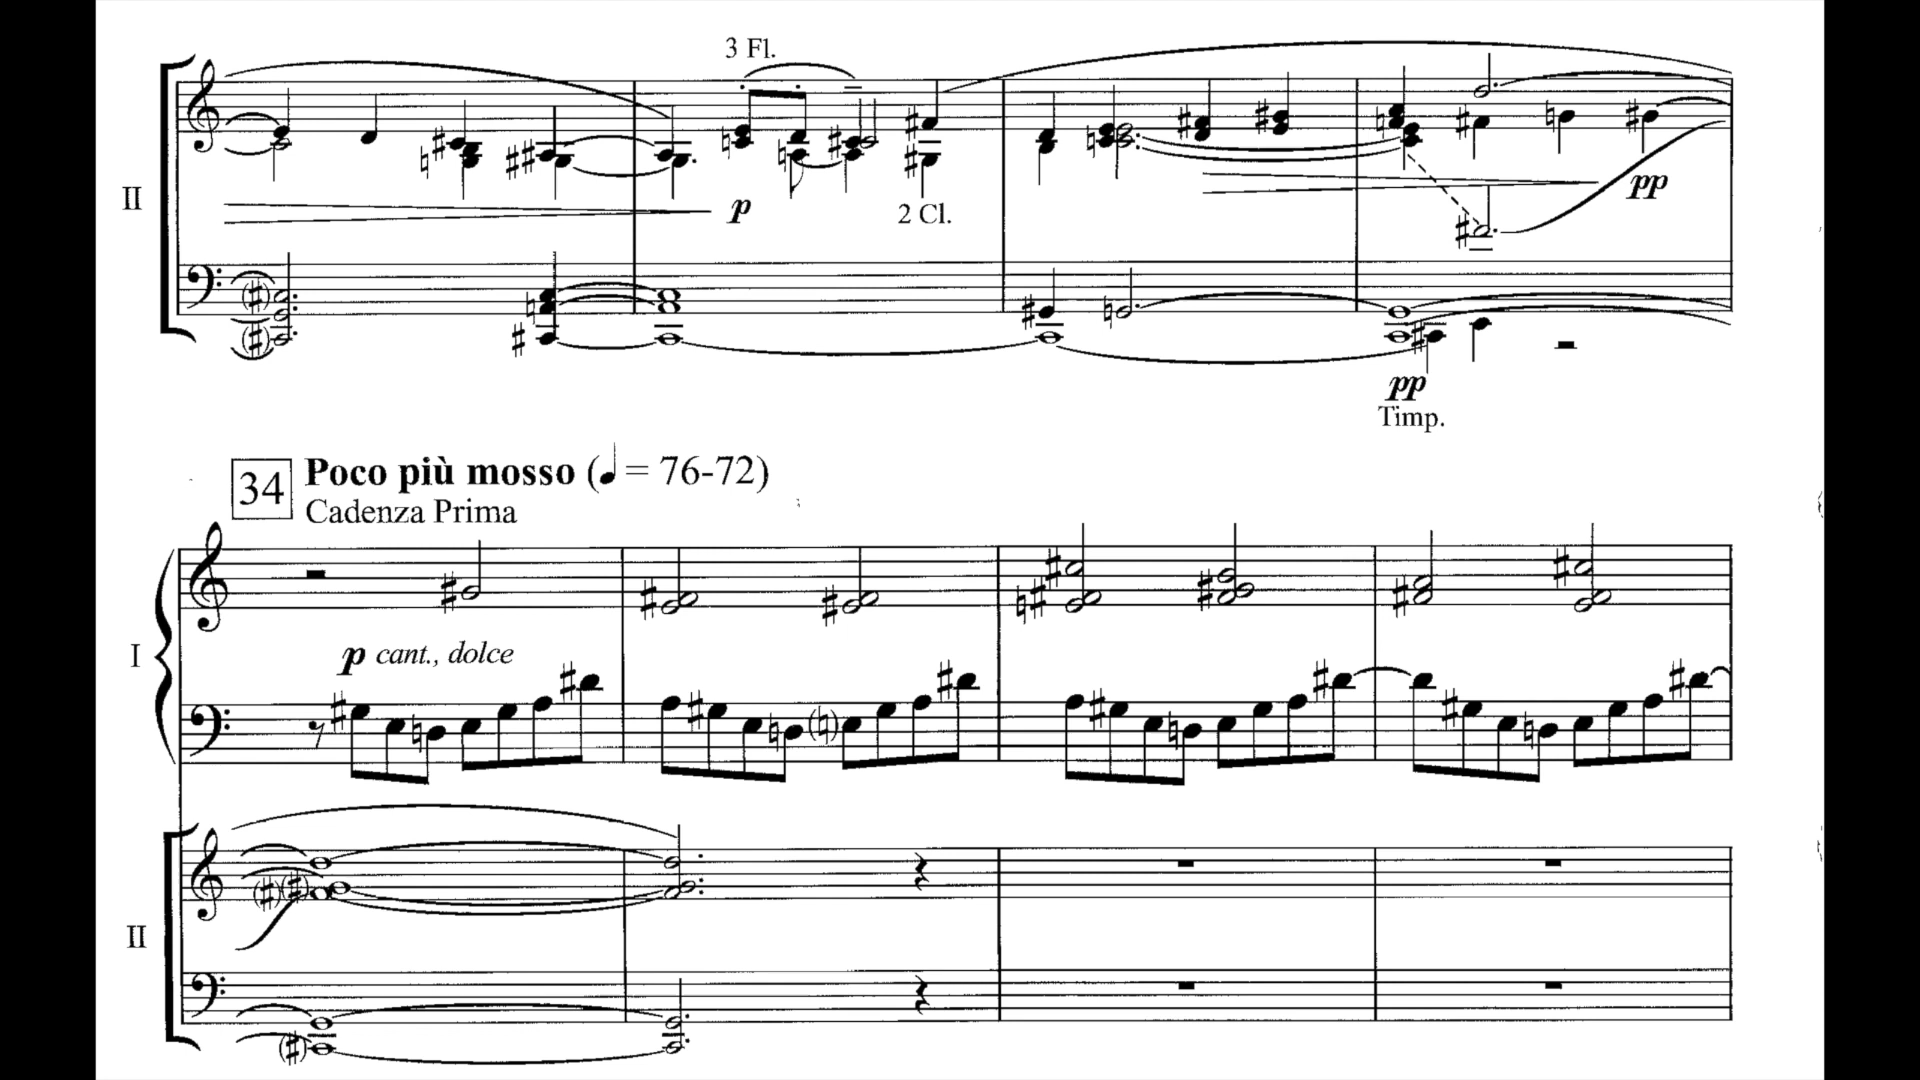 3 Fl.
II
p
2 Cl.
pp
pp
Timp.
34 Poco più mosso (♩ = 76-72)
Cadenza Prima
I
p cant., dolce
II